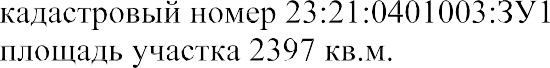 кадастровый номер 23:21:0401003:ЗУ1
площадь участка 2397 кв.м.